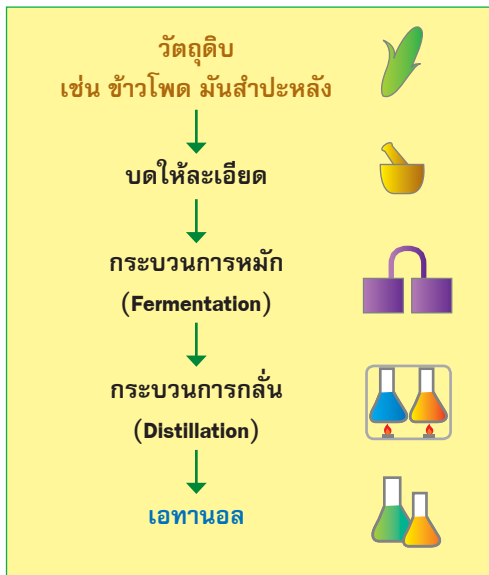 วัตถุดิบ
เช่น ข้าวโพด มันสำปะหลัง
บดให้ละเอียด
กระบวนการหมัก
(Fermentation)
กระบวนการกลั่น
(Distillation)
เอทานอล